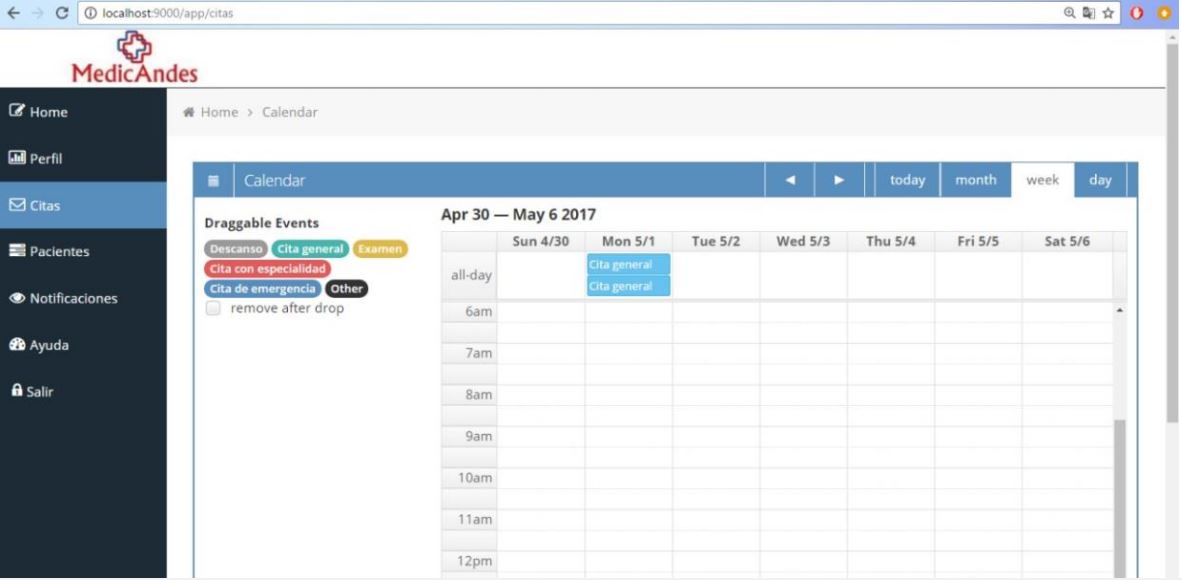 localhost:9000/app/citas
MedicAndes
Home
Perfil
Citas
Pacientes
Notificaciones
Ayuda
Salir
Home > Calendar
Calendar
today month week day
Draggable Events
Descanso Cita general Examen
Cita con especialidad
Cita de emergencia Other
remove after drop
Apr 30 — May 6 2017
Sun 4/30 Mon 5/1 Tue 5/2 Wed 5/3 Thu 5/4 Fri 5/5 Sat 5/6
all-day
Cita general
Cita general
6am
7am
8am
9am
10am
11am
12pm